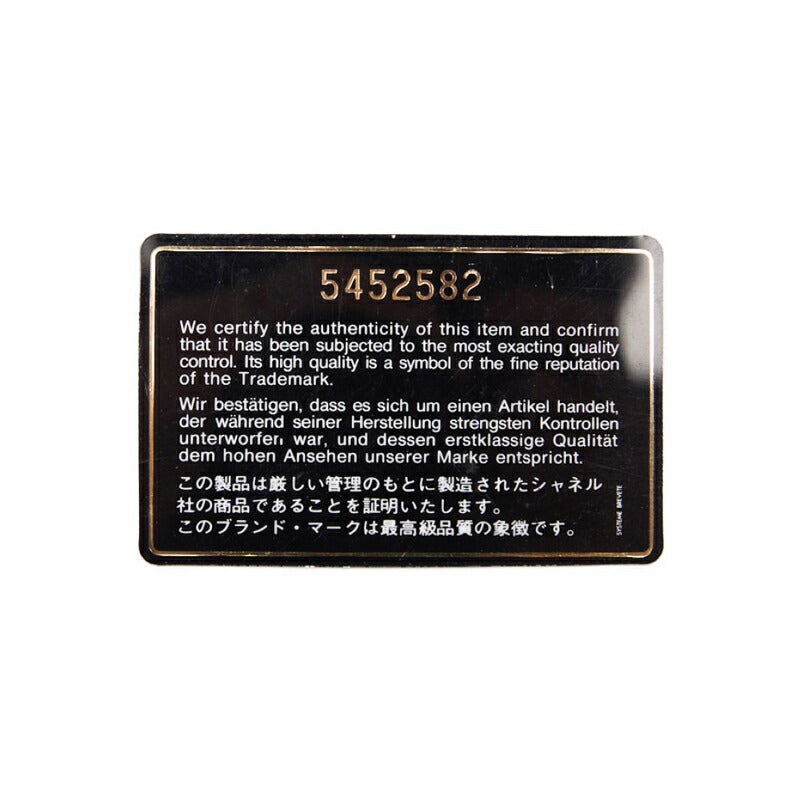 5452582
We certify the authenticity of this item and confirm
that it has been subjected to the most exacting quality
control. Its high quality is a symbol of the fine reputation
of the Trademark.
Wir bestätigen, dass es sich um einen Artikel handelt,
der während seiner Herstellung strengsten Kontrollen
unterworfen war, und dessen erstklassige Qualität
dem hohen Ansehen unserer Marke entspricht.
この製品は厳しい管理のもとに製造されたシャネル
社の商品であることを証明いたします。
このブランド・マークは最高級品質の象徴です。
SYSTEME BREVETE